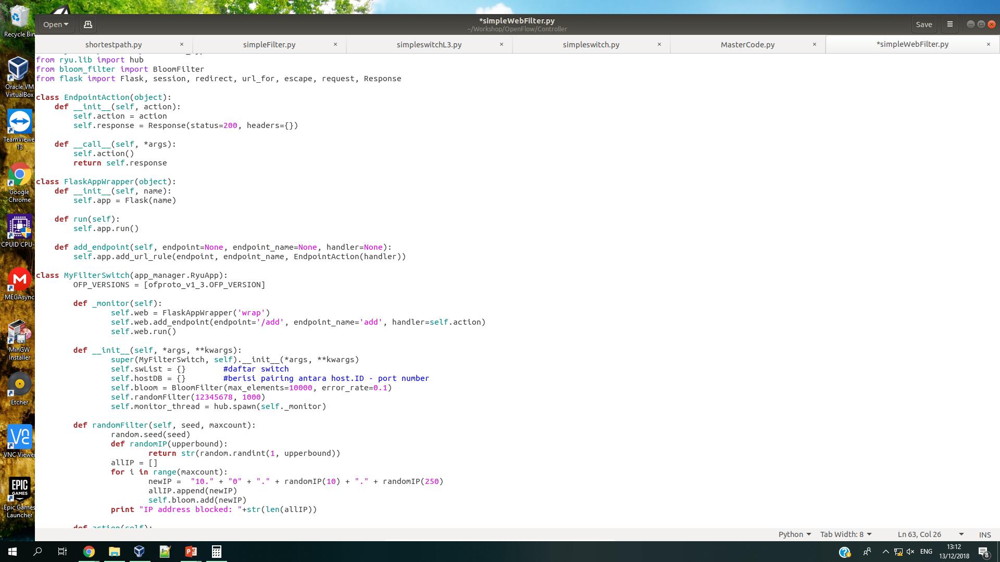 Recycle Bin
Oracle VM
VirtualBox
TeamViewe
13
Google
Chrome
CPUID CPU-
MEGAsync
MinGW
Installer
Etcher
VNC Viewer
EPIC
GAMES
Epic Games
Launcher
Open
*simpleWebFilter.py
~/Workshop/OpenFlow/Controller
Save
shortestpath.py × simpleFilter.py × simpleswitchL3.py × simpleswitch.py × MasterCode.py × *simpleWebFilter.py ×
from ryu.lib import hub
from bloom_filter import BloomFilter
from flask import Flask, session, redirect, url_for, escape, request, Response
class EndpointAction(object):
    def __init__(self, action):
        self.action = action
        self.response = Response(status=200, headers={})
    def __call__(self, *args):
        self.action()
        return self.response
class FlaskAppWrapper(object):
    def __init__(self, name):
        self.app = Flask(name)
    def run(self):
        self.app.run()
    def add_endpoint(self, endpoint=None, endpoint_name=None, handler=None):
        self.app.add_url_rule(endpoint, endpoint_name, EndpointAction(handler))
class MyFilterSwitch(app_manager.RyuApp):
        OFP_VERSIONS = [ofproto_v1_3.OFP_VERSION]
        def _monitor(self):
                self.web = FlaskAppWrapper('wrap')
                self.web.add_endpoint(endpoint='/add', endpoint_name='add', handler=self.action)
                self.web.run()
        def __init__(self, *args, **kwargs):
                super(MyFilterSwitch, self).__init__(*args, **kwargs)
                self.swList = {}        #daftar switch
                self.hostDB = {}        #berisi pairing antara host.ID - port number
                self.bloom = BloomFilter(max_elements=10000, error_rate=0.1)
                self.randomFilter(12345678, 1000)
                self.monitor_thread = hub.spawn(self._monitor)
        def randomFilter(self, seed, maxcount):
                random.seed(seed)
                def randomIP(upperbound):
                        return str(random.randint(1, upperbound))
                allIP = []
                for i in range(maxcount):
                        newIP =  "10." + "0" + "." + randomIP(10) + "." + randomIP(250)
                        allIP.append(newIP)
                        self.bloom.add(newIP)
                print "IP address blocked: "+str(len(allIP))
        def action(self):
Python Tab Width: 8 Ln 63, Col 26 INS
ENG
13:12
13/12/2018
8